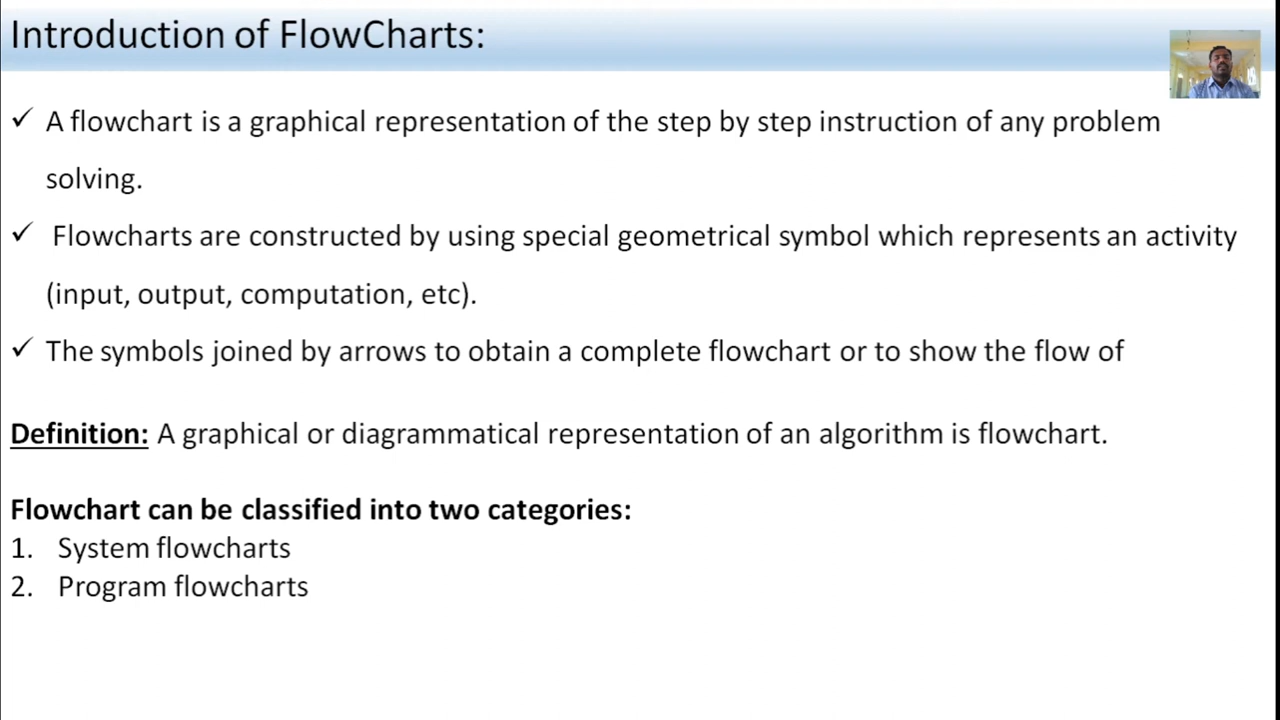 Introduction of FlowCharts:
✓ A flowchart is a graphical representation of the step by step instruction of any problem
solving.
✓ Flowcharts are constructed by using special geometrical symbol which represents an activity
(input, output, computation, etc).
✓ The symbols joined by arrows to obtain a complete flowchart or to show the flow of
Definition: A graphical or diagrammatical representation of an algorithm is flowchart.
Flowchart can be classified into two categories:
1. System flowcharts
2. Program flowcharts